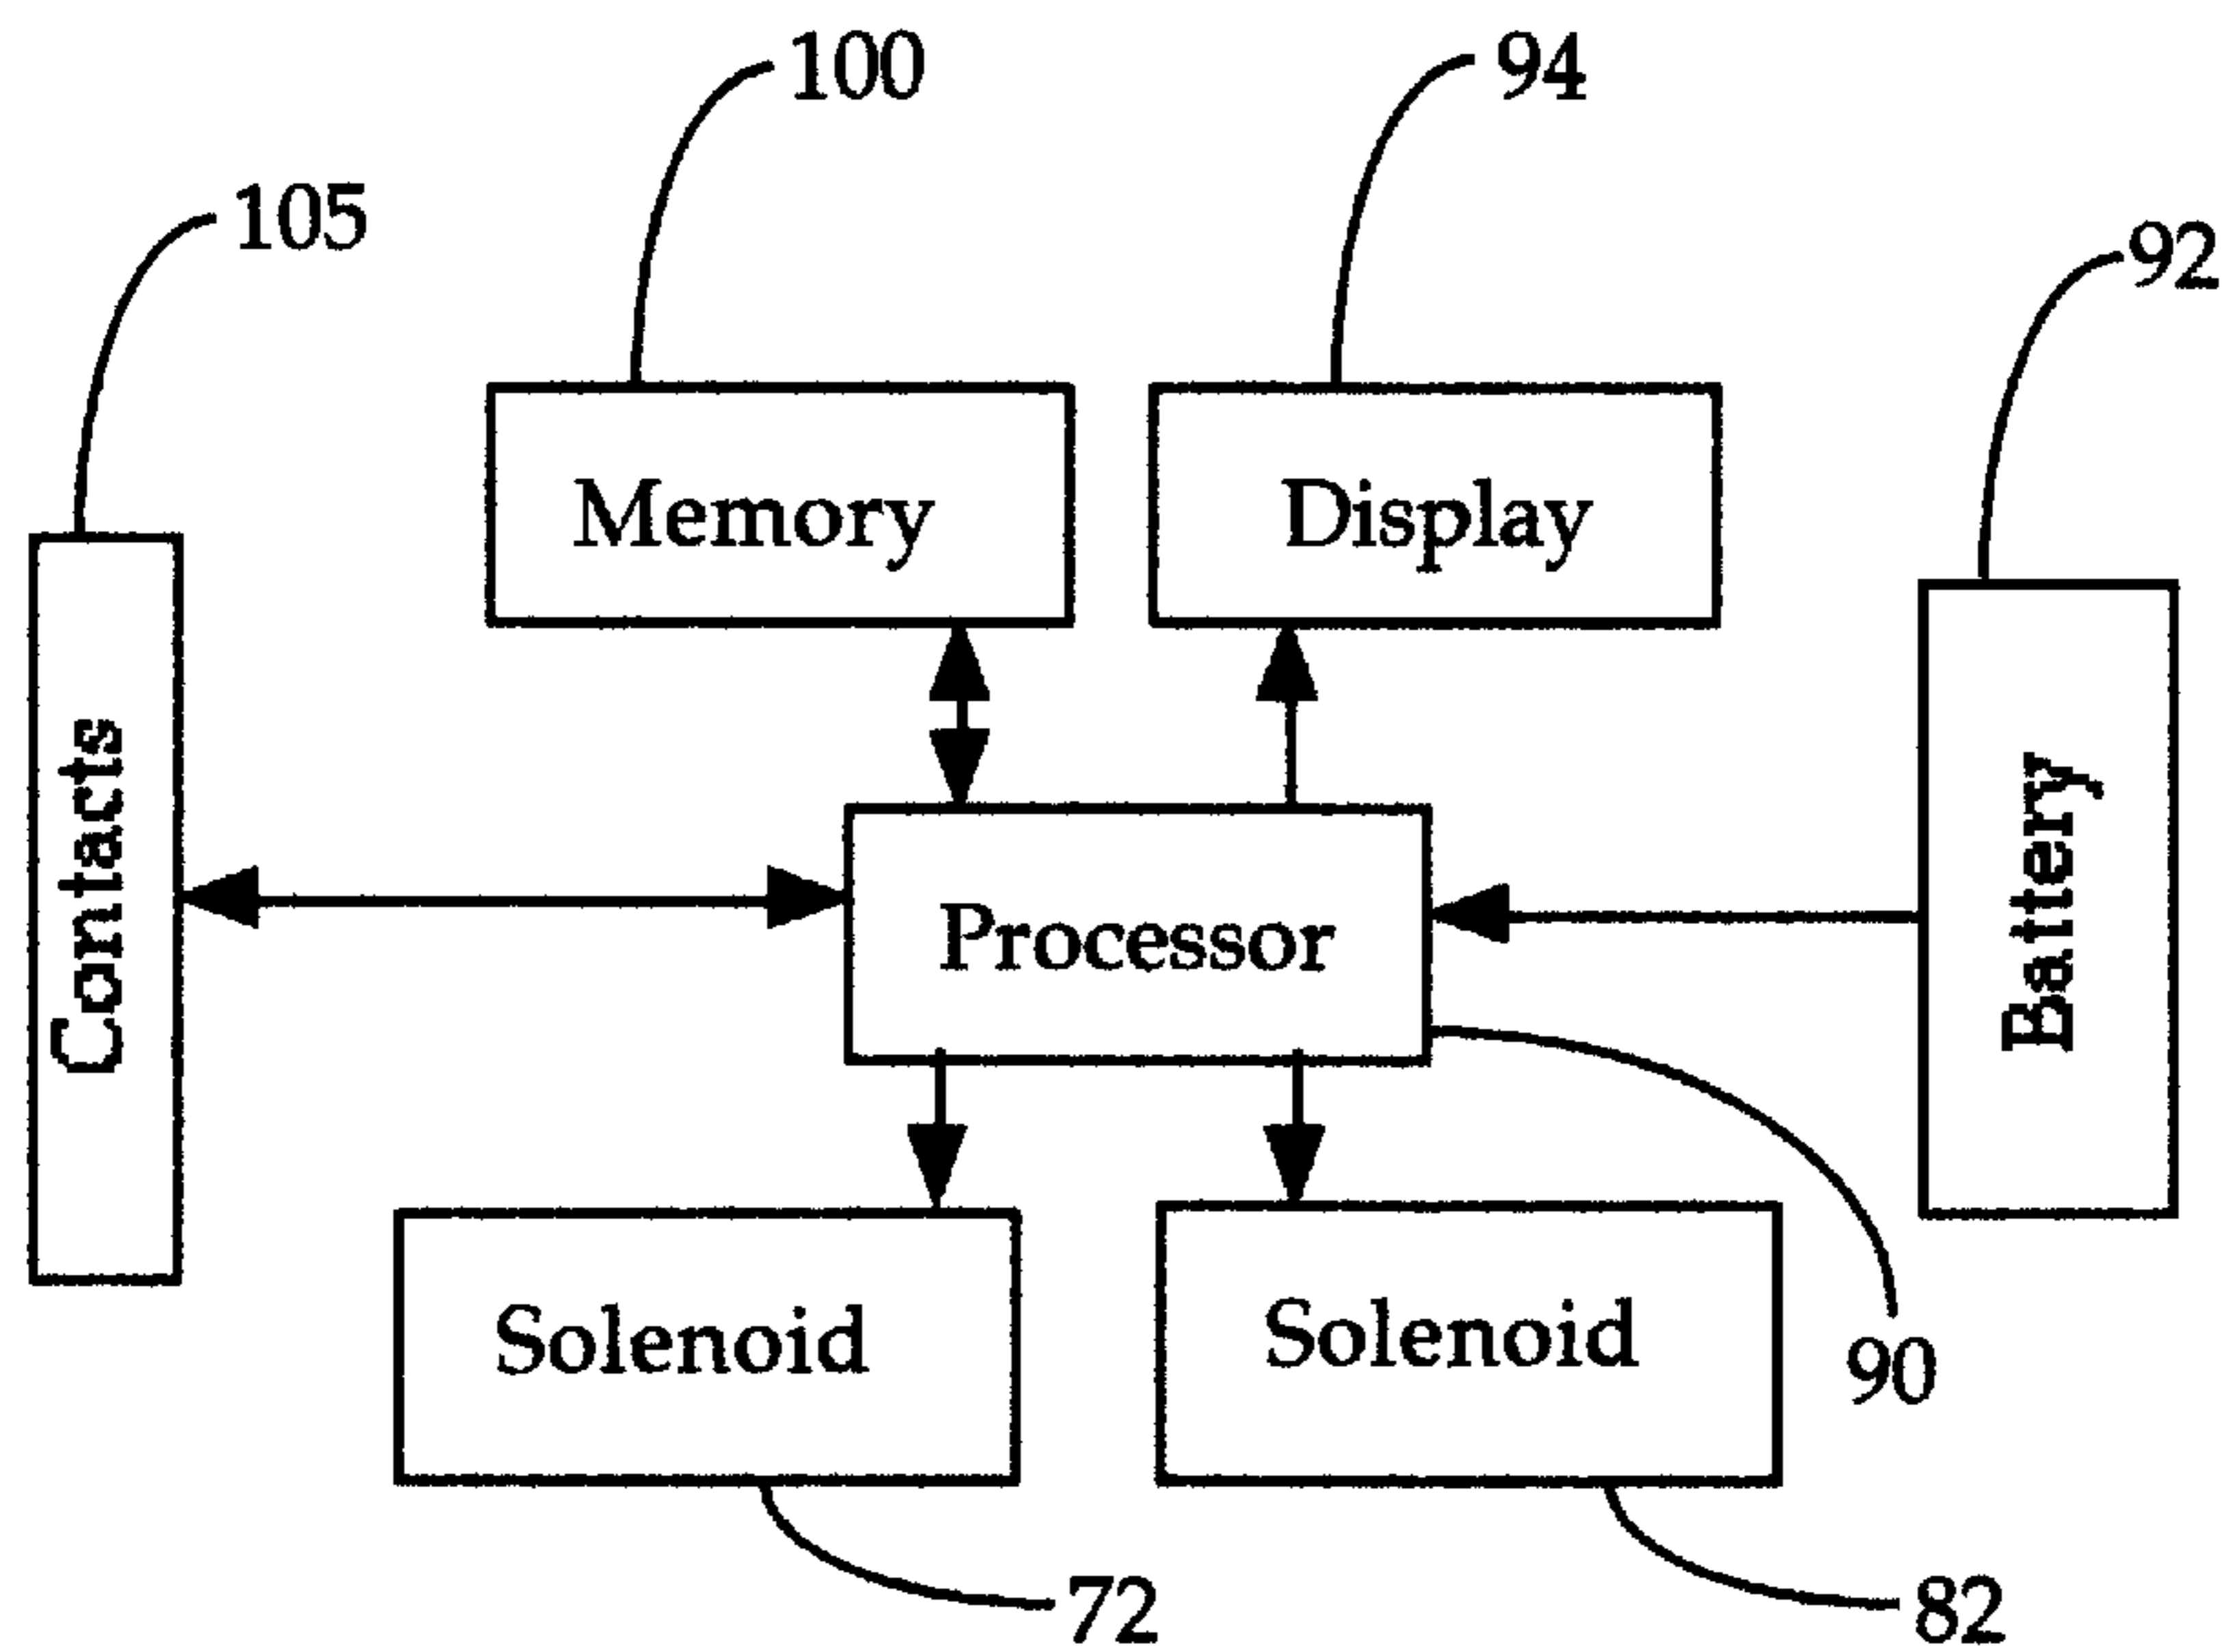 100
94
105
92
Memory
Display
Contacts
Battery
Processor
Solenoid
Solenoid
90
72
82